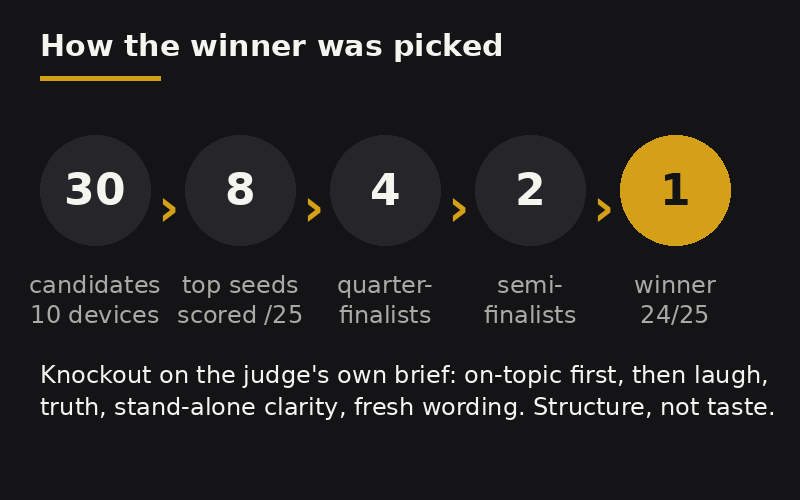 How the winner was picked
30 › 8 › 4 › 2 › 1
candidates top seeds quarter- semi- winner
10 devices scored /25 finalists finalists 24/25
Knockout on the judge's own brief: on-topic first, then laugh,
truth, stand-alone clarity, fresh wording. Structure, not taste.